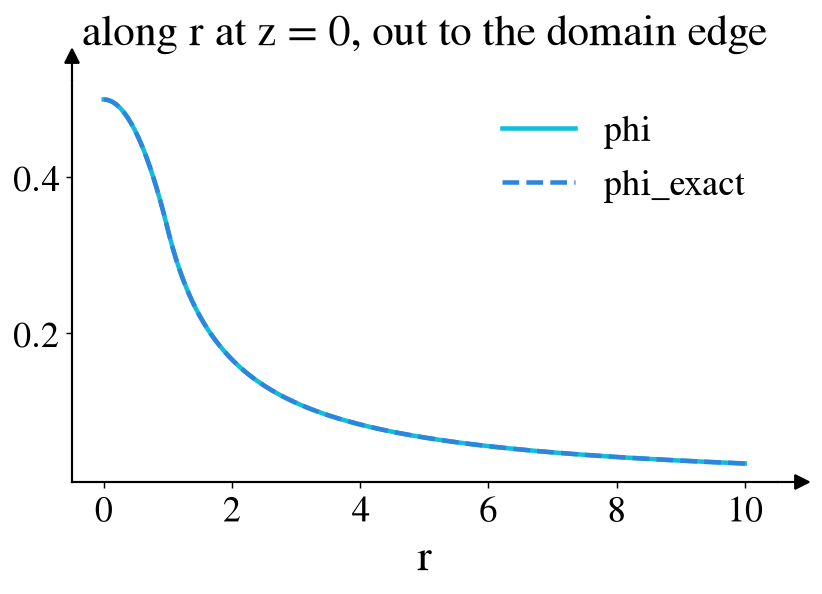 along r at z = 0, out to the domain edge
phi
phi_exact
0.4
0.2
0 2 4 6 8 10
r